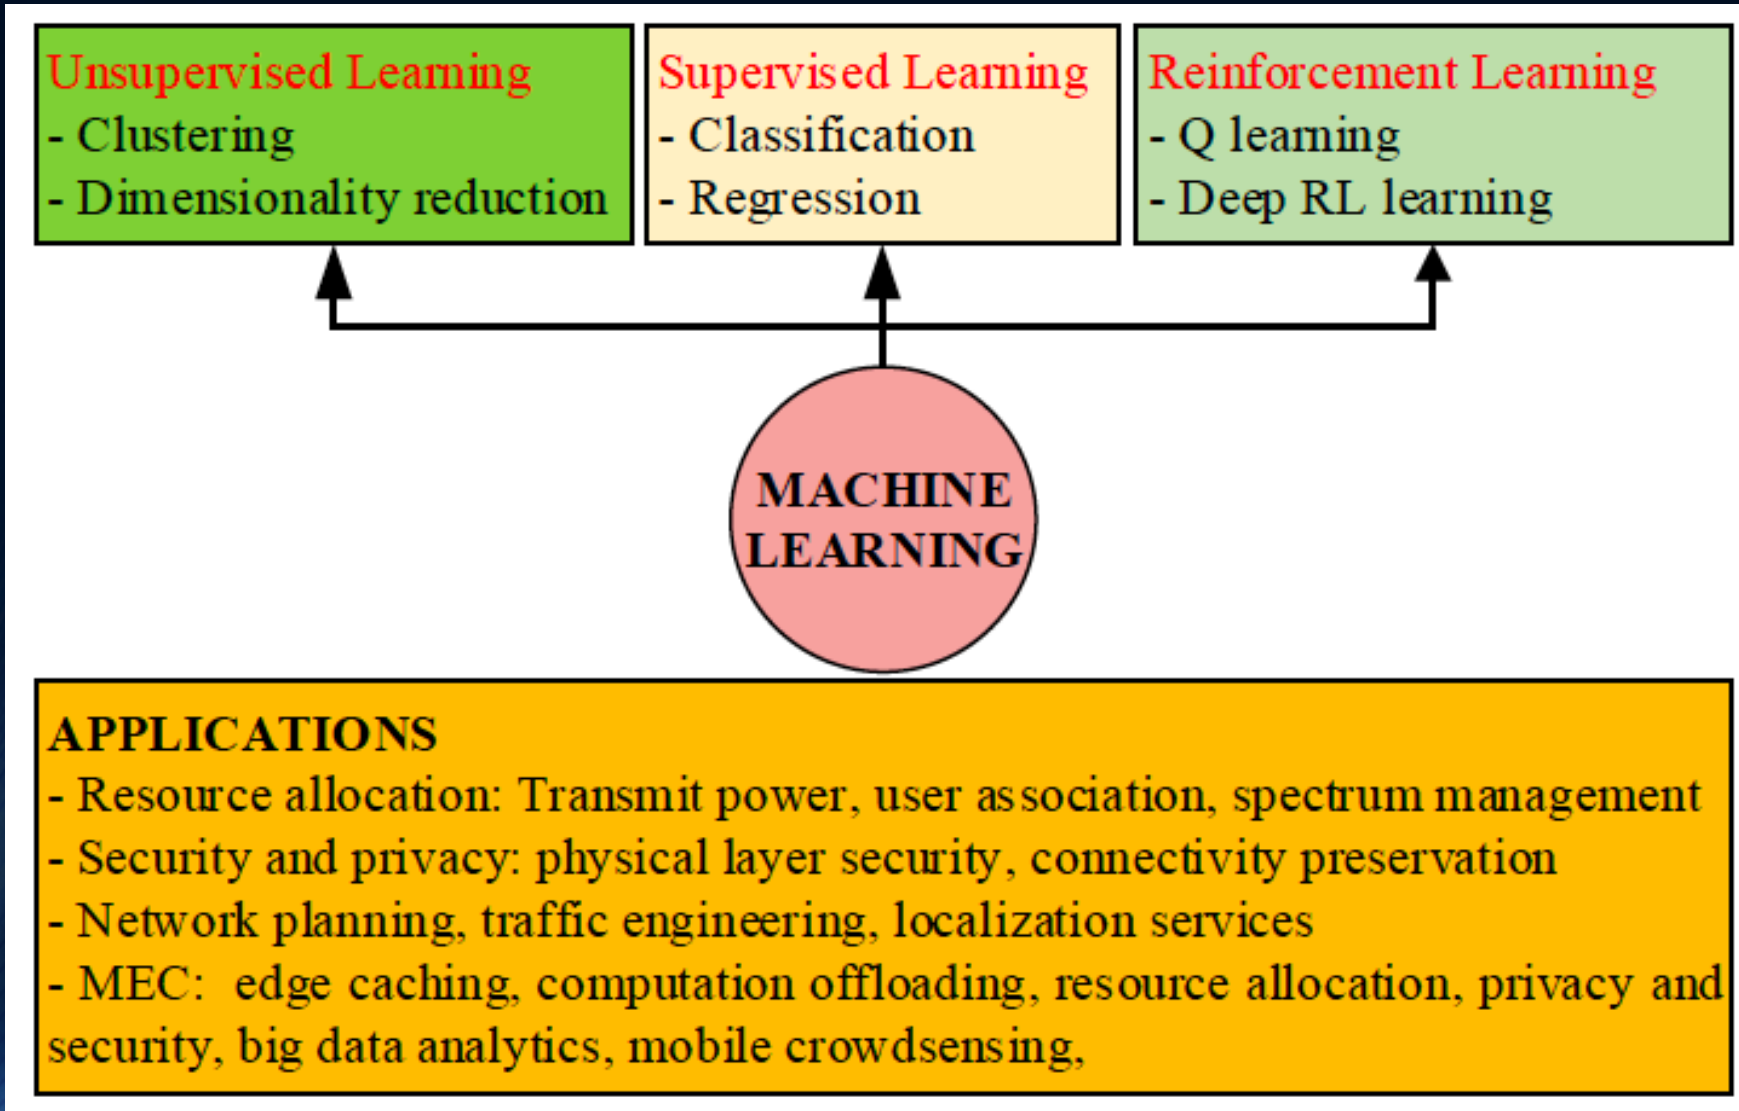 Unsupervised Learning
- Clustering
- Dimensionality reduction
Supervised Learning
- Classification
- Regression
Reinforcement Learning
- Q learning
- Deep RL learning
MACHINE
LEARNING
APPLICATIONS
- Resource allocation: Transmit power, user association, spectrum management
- Security and privacy: physical layer security, connectivity preservation
- Network planning, traffic engineering, localization services
- MEC: edge caching, computation offloading, resource allocation, privacy and
security, big data analytics, mobile crowdsensing,